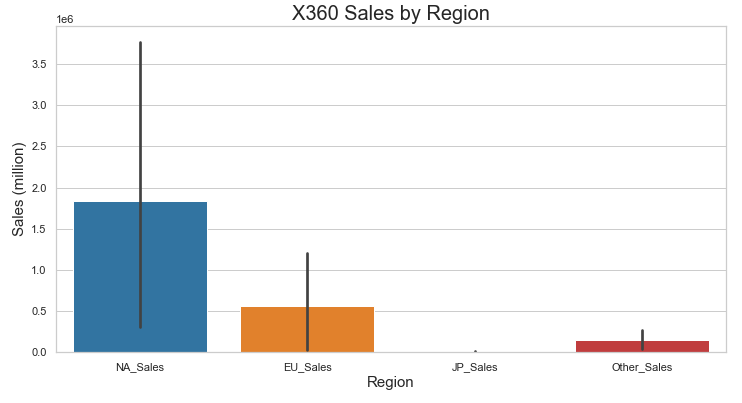 X360 Sales by Region
1e6
3.5
3.0
2.5
2.0
1.5
1.0
0.5
0.0
Sales (million)
NA_Sales EU_Sales JP_Sales Other_Sales
Region